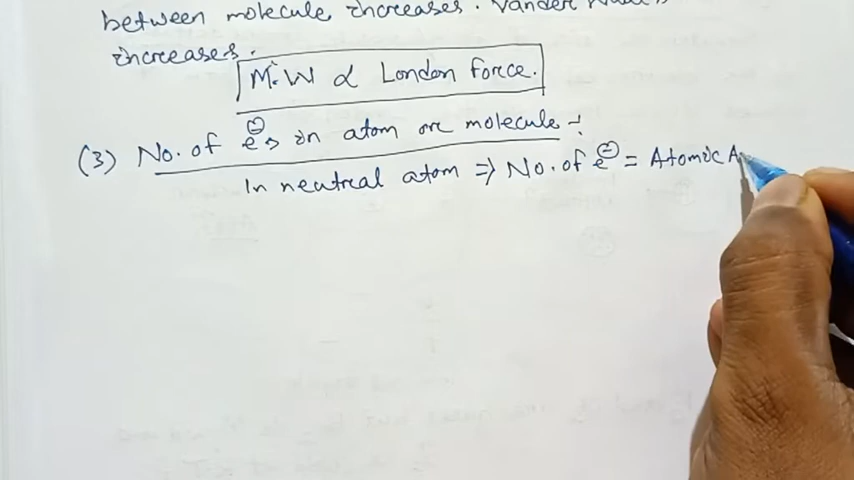 between molecule increases. Vander Waal's
increases.
M.W ∝ London Force.
(3) No. of e⊖s in atom or molecule :-
In neutral atom ⇒ No. of e⊖ = Atomic A